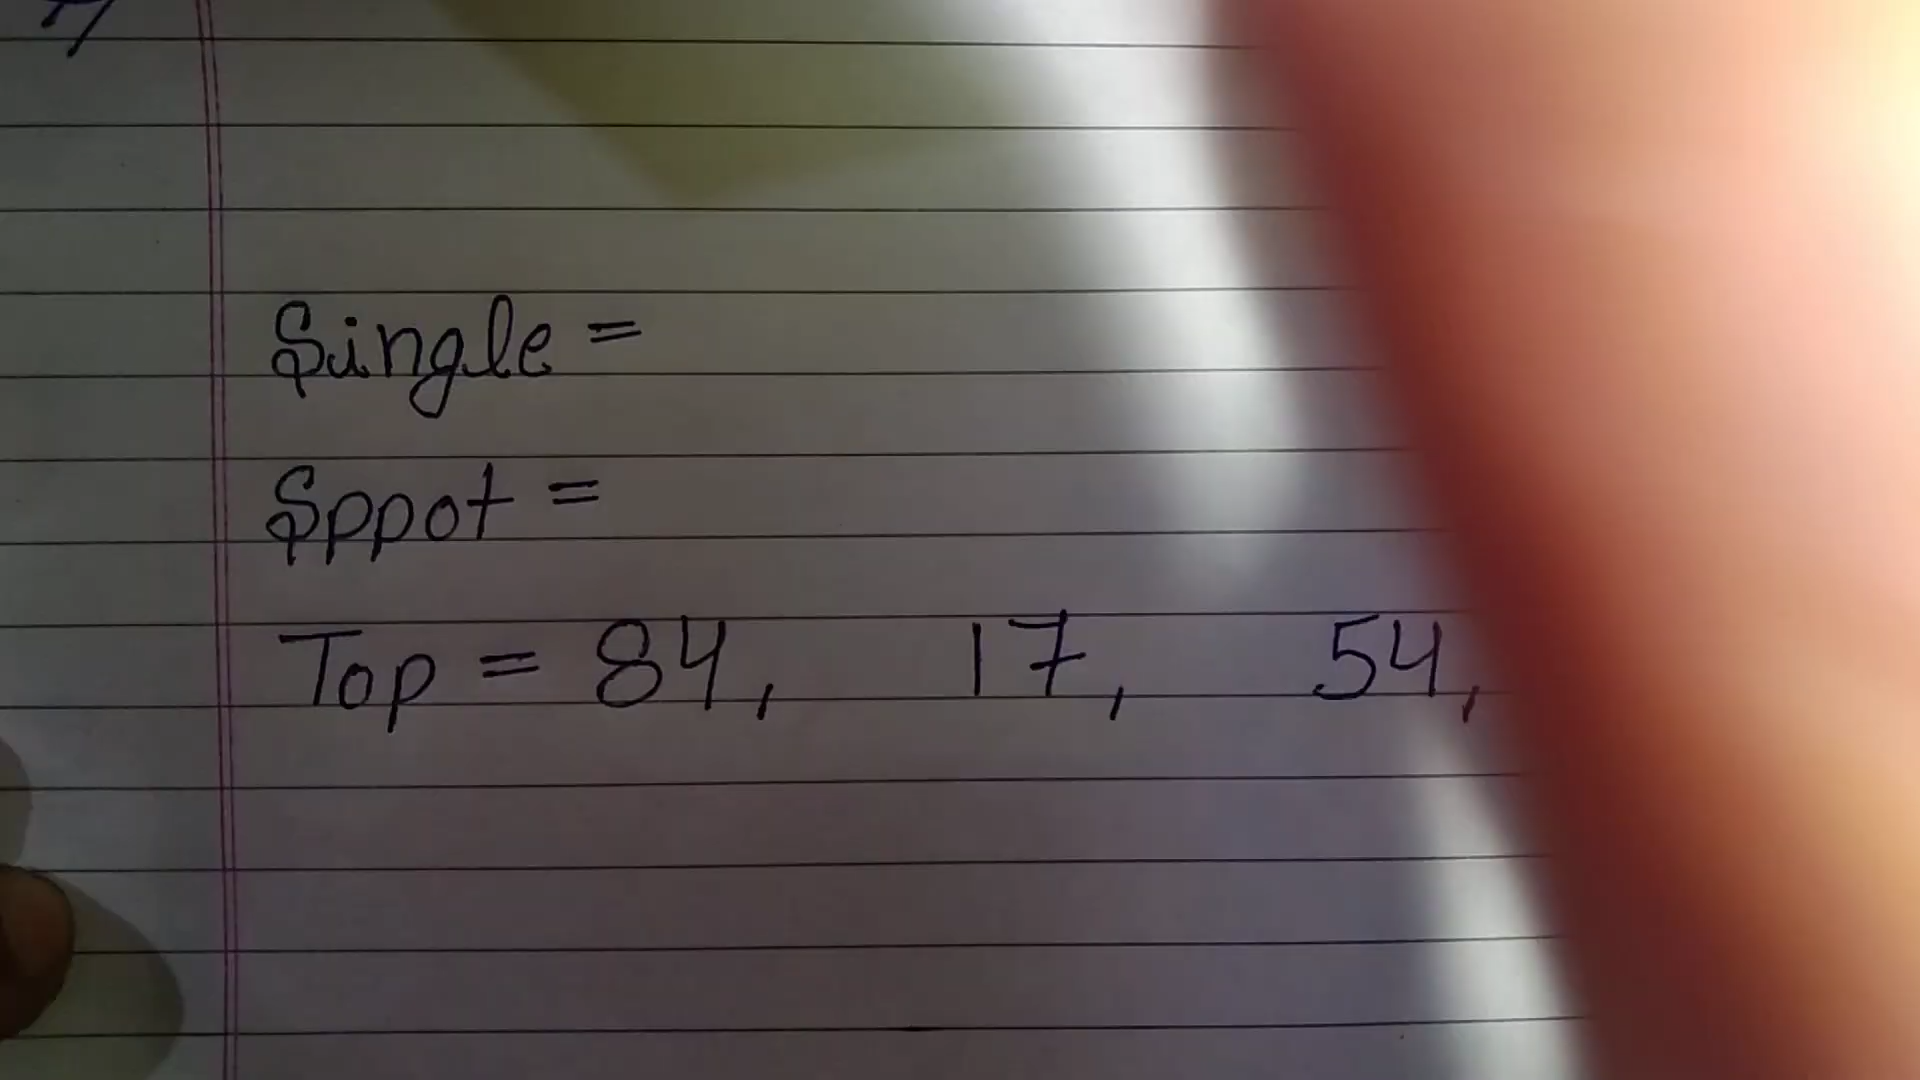 Single =
Sppot =
Top = 84, 17, 54,